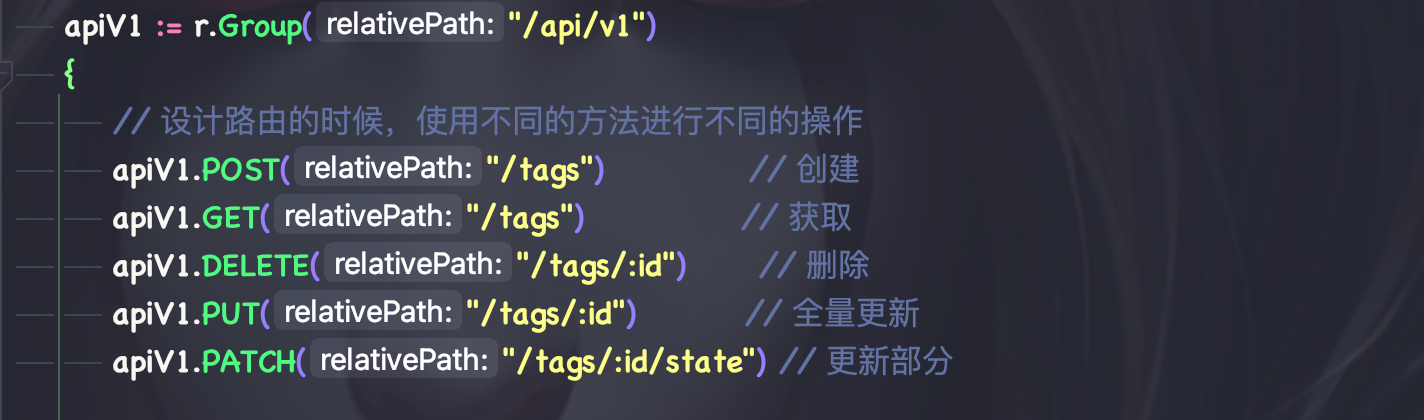 apiV1 := r.Group( relativePath: "/api/v1")
{
// 设计路由的时候，使用不同的方法进行不同的操作
apiV1.POST( relativePath: "/tags") // 创建
apiV1.GET( relativePath: "/tags") // 获取
apiV1.DELETE( relativePath: "/tags/:id") // 删除
apiV1.PUT( relativePath: "/tags/:id") // 全量更新
apiV1.PATCH( relativePath: "/tags/:id/state") // 更新部分